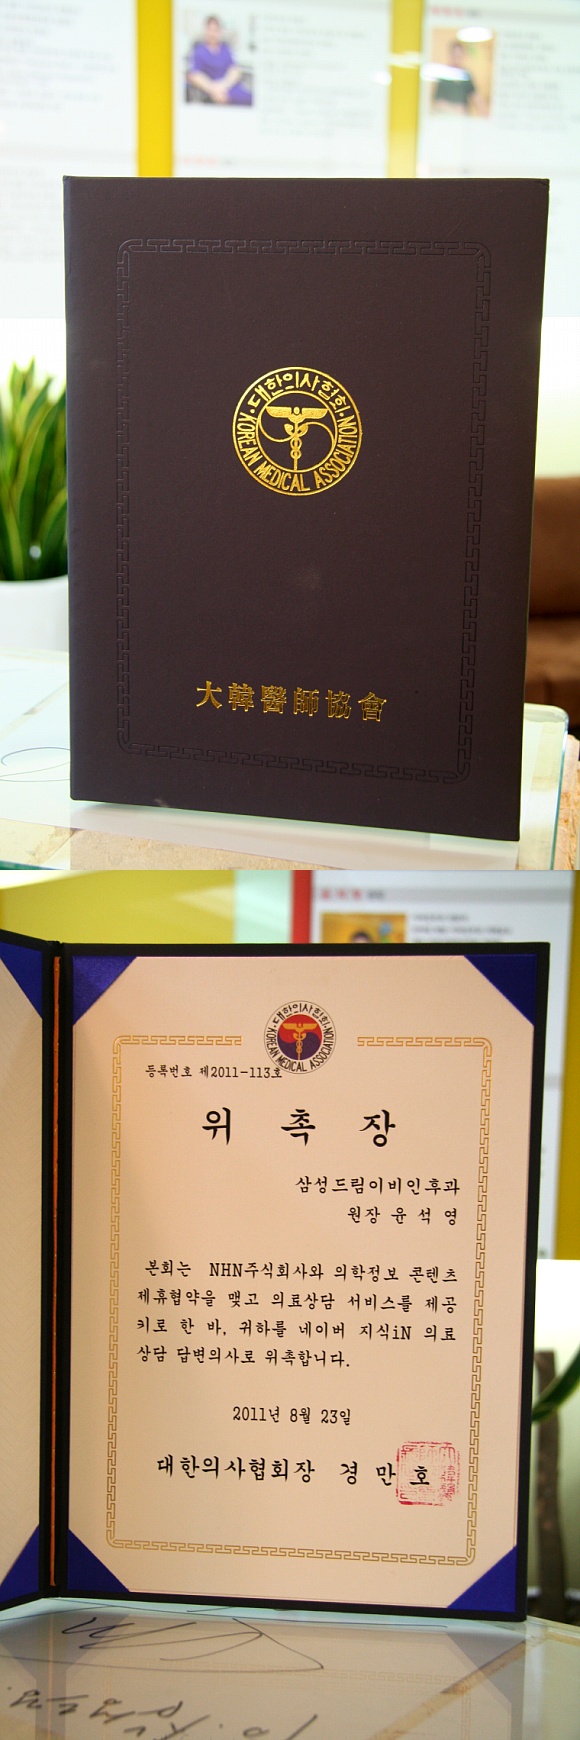 대한의사협회
KOREAN MEDICAL ASSOCIATION
大韓醫師協會
대한의사협회
KOREAN MEDICAL ASSOCIATION
등록번호 제2011-113호
위 촉 장
삼성드림이비인후과
원장 윤 석 영
본회는 NHN주식회사와 의학정보 콘텐츠
제휴협약을 맺고 의료상담 서비스를 제공
키로 한 바, 귀하를 네이버 지식iN 의료
상담 답변의사로 위촉합니다.
2011년 8월 23일
대한의사협회장 경 만 호